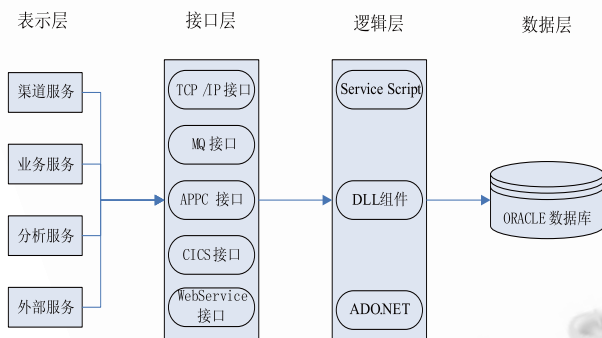 表示层
接口层
逻辑层
数据层
渠道服务
业务服务
分析服务
外部服务
TCP /IP 接口
MQ 接口
APPC 接口
CICS接口
WebService
接口
Service Script
DLL组件
ADO.NET
ORACLE 数据库